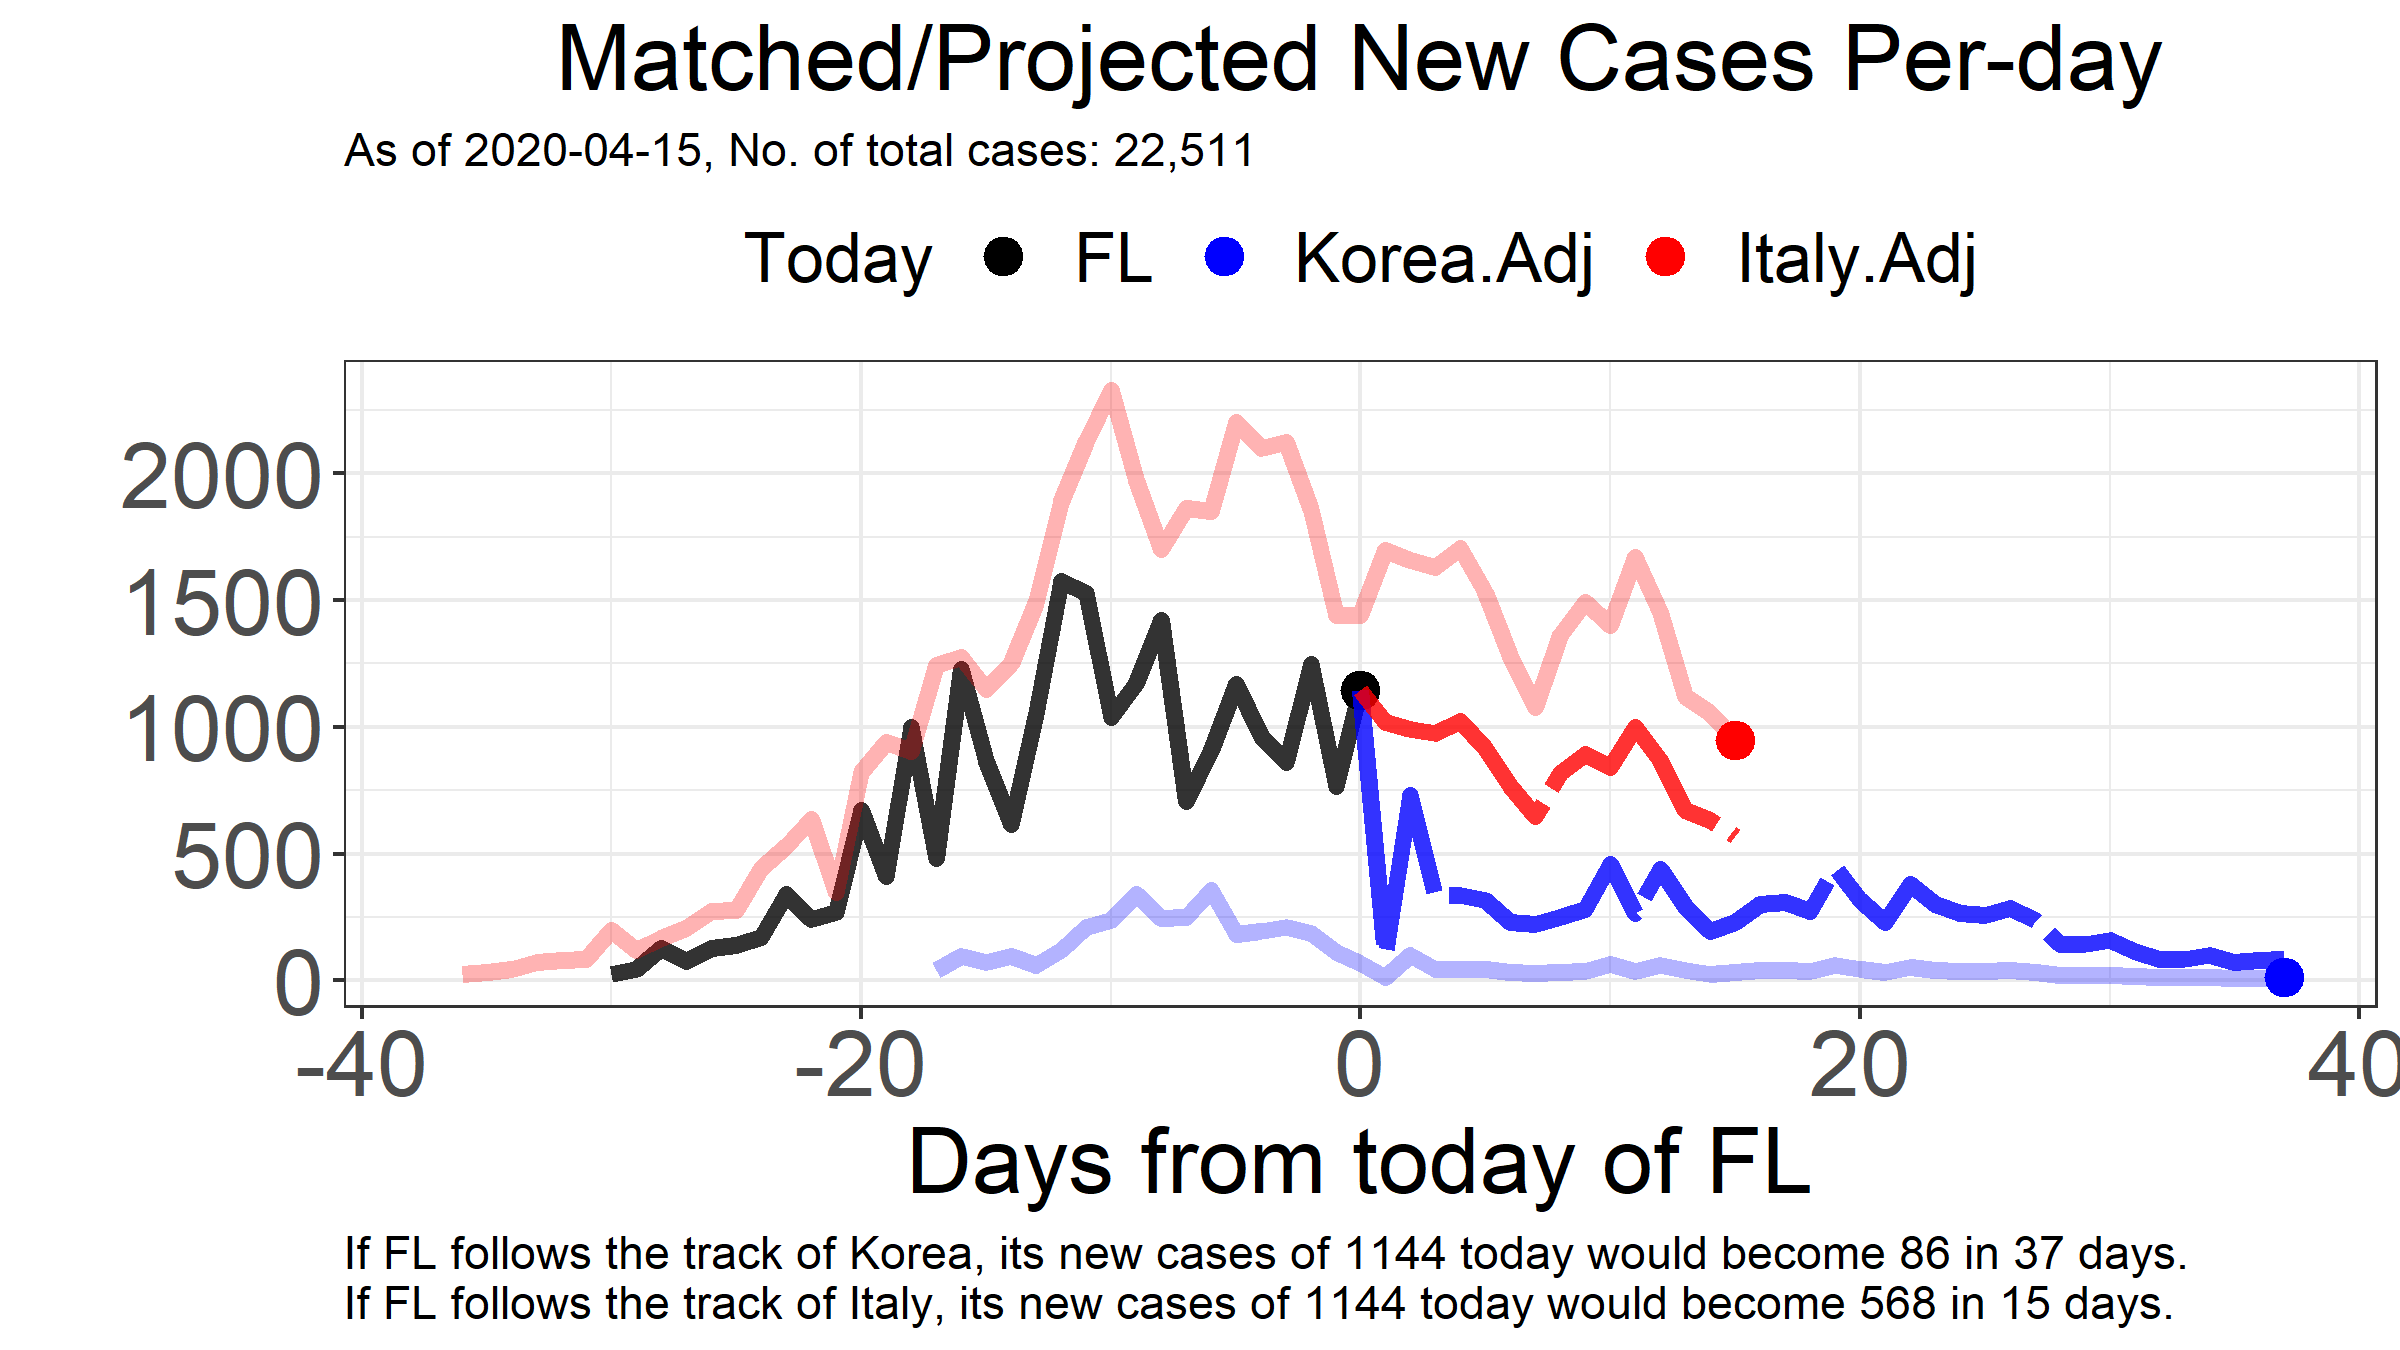 Matched/Projected New Cases Per-day
As of 2020-04-15, No. of total cases: 22,511
Today FL Korea.Adj Italy.Adj
2000
1500
1000
500
0
-40 -20 0 20 40
Days from today of FL
If FL follows the track of Korea, its new cases of 1144 today would become 86 in 37 days.
If FL follows the track of Italy, its new cases of 1144 today would become 568 in 15 days.